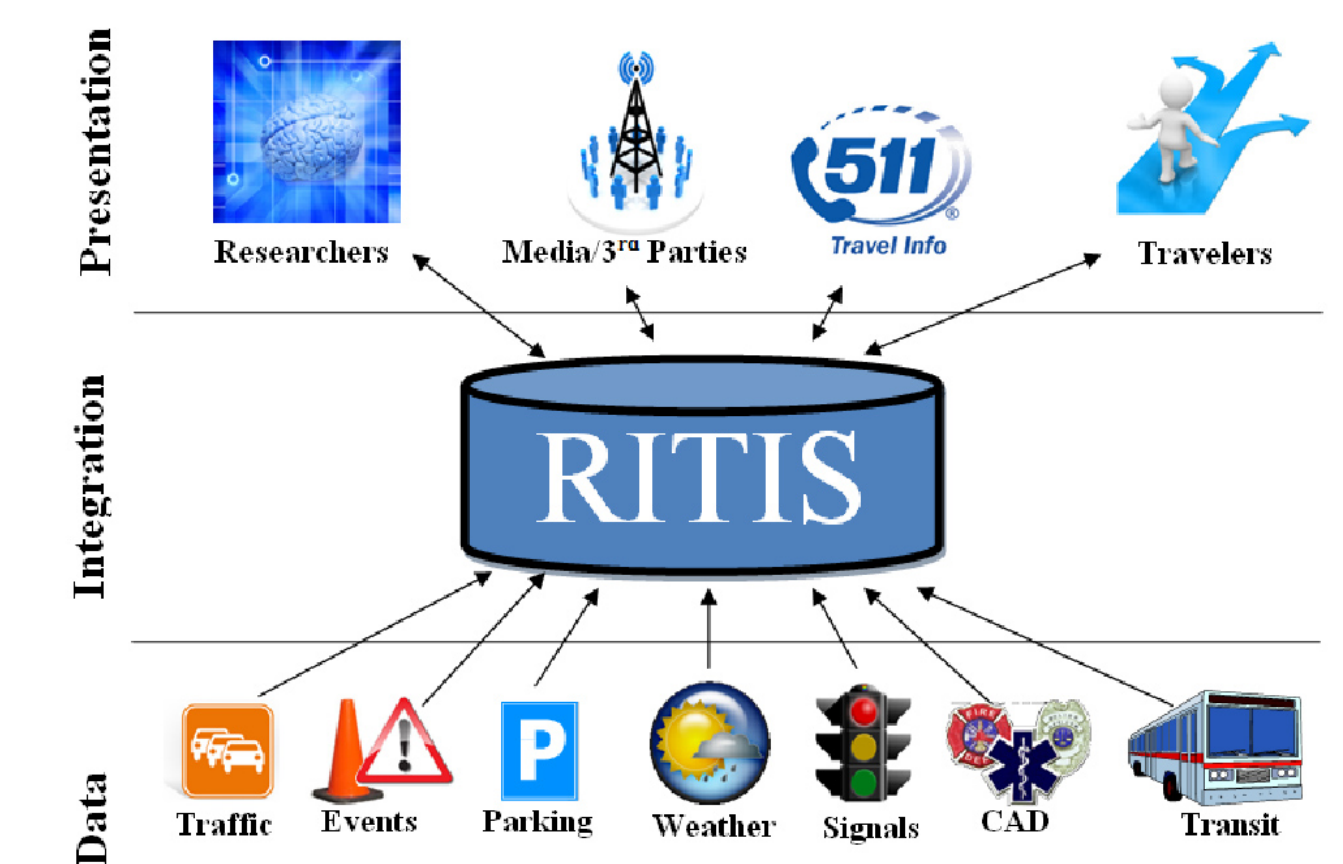 Presentation
Researchers
Media/3rd Parties
511
®
Travel Info
Travelers
Integration
RITIS
Data
P
FIRE
Traffic
Events
Parking
Weather
Signals
CAD
Transit